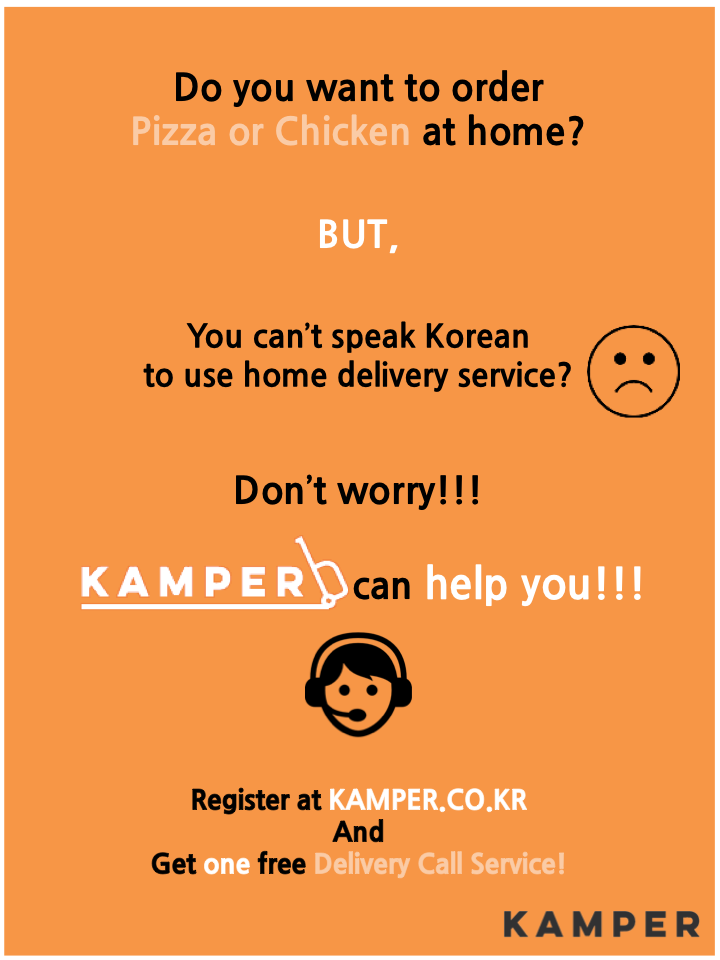 Do you want to order
Pizza or Chicken at home?
BUT,
You can't speak Korean
to use home delivery service?
Don't worry!!!
KAMPER can help you!!!
Register at KAMPER.CO.KR
And
Get one free Delivery Call Service!
KAMPER